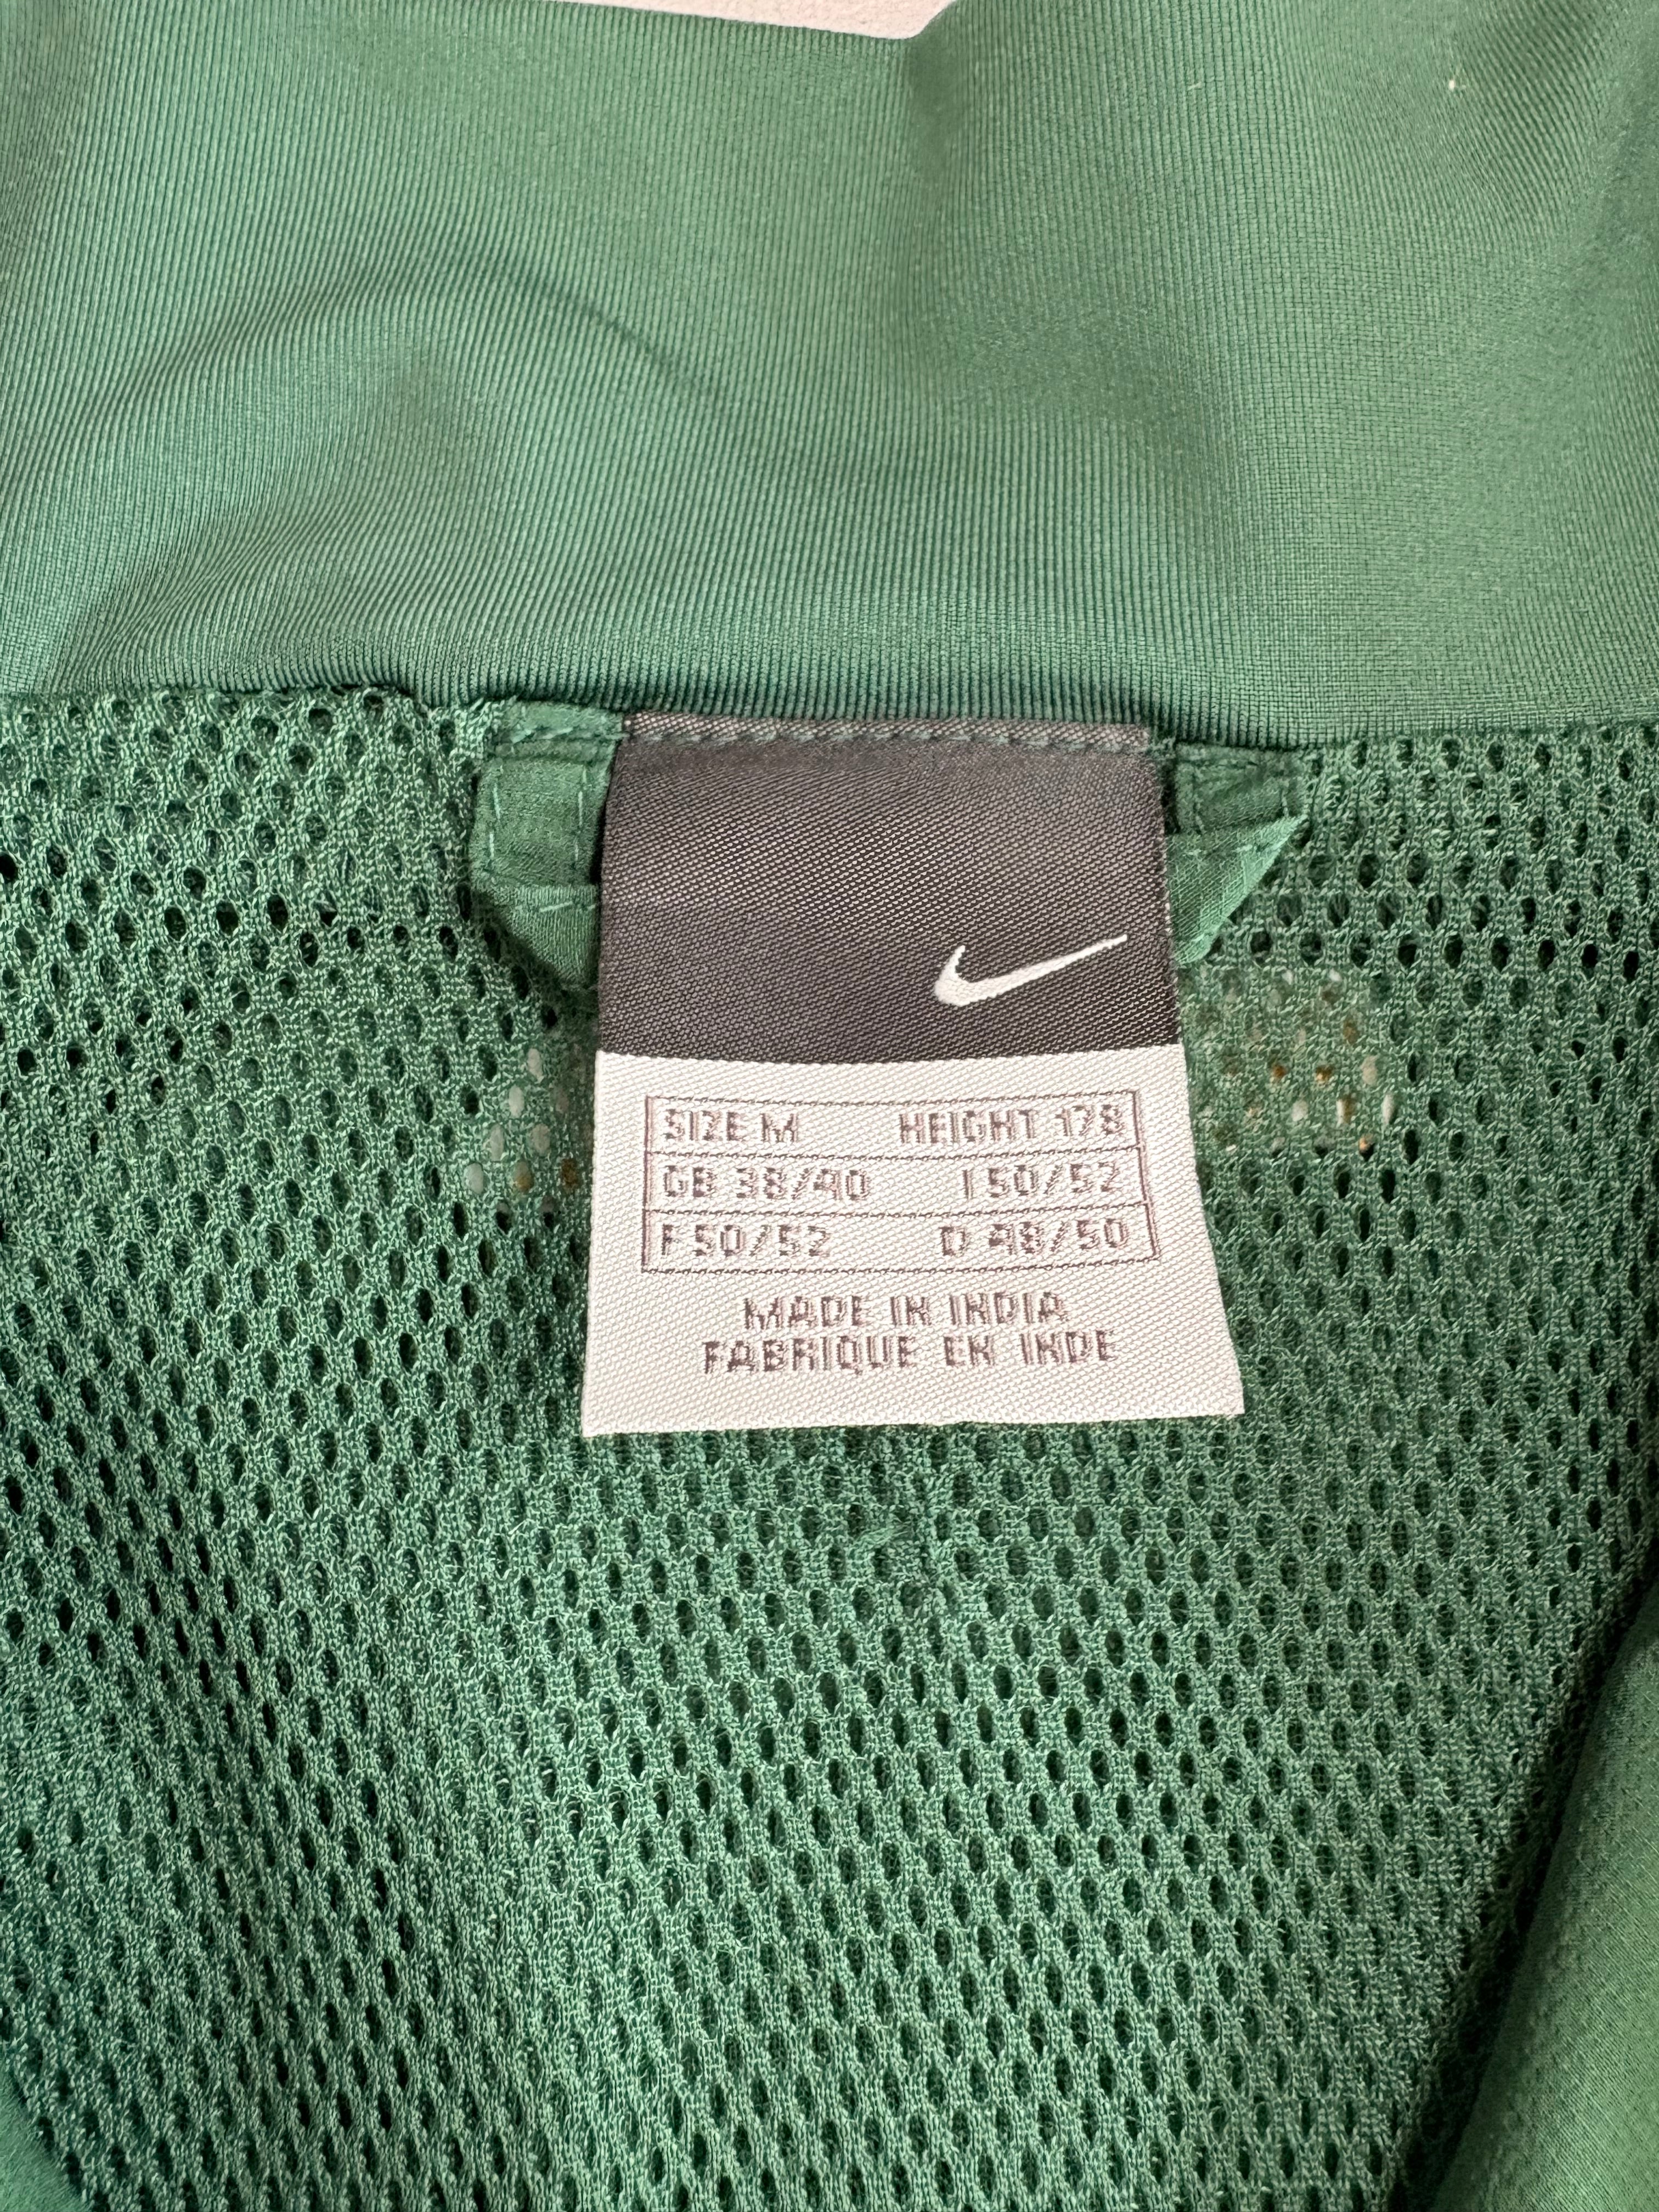 SIZE M HEIGHT 178
GB 38/40 I 50/52
F 50/52 D 48/50
MADE IN INDIA
FABRIQUE EN INDE